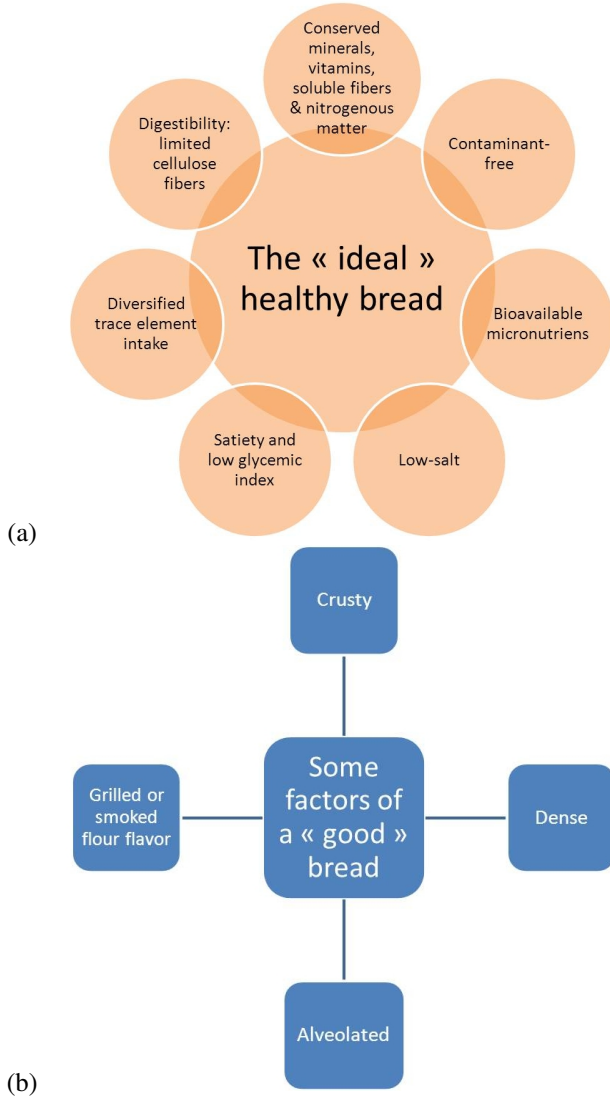 Conserved
minerals,
vitamins,
soluble fibers
& nitrogenous
matter
Digestibility:
limited
cellulose
fibers
Contaminant-
free
The « ideal »
healthy bread
Diversified
trace element
intake
Bioavailable
micronutriens
Satiety and
low glycemic
index
Low-salt
(a)
Crusty
Grilled or
smoked
flour flavor
Some
factors of
a « good »
bread
Dense
Alveolated
(b)